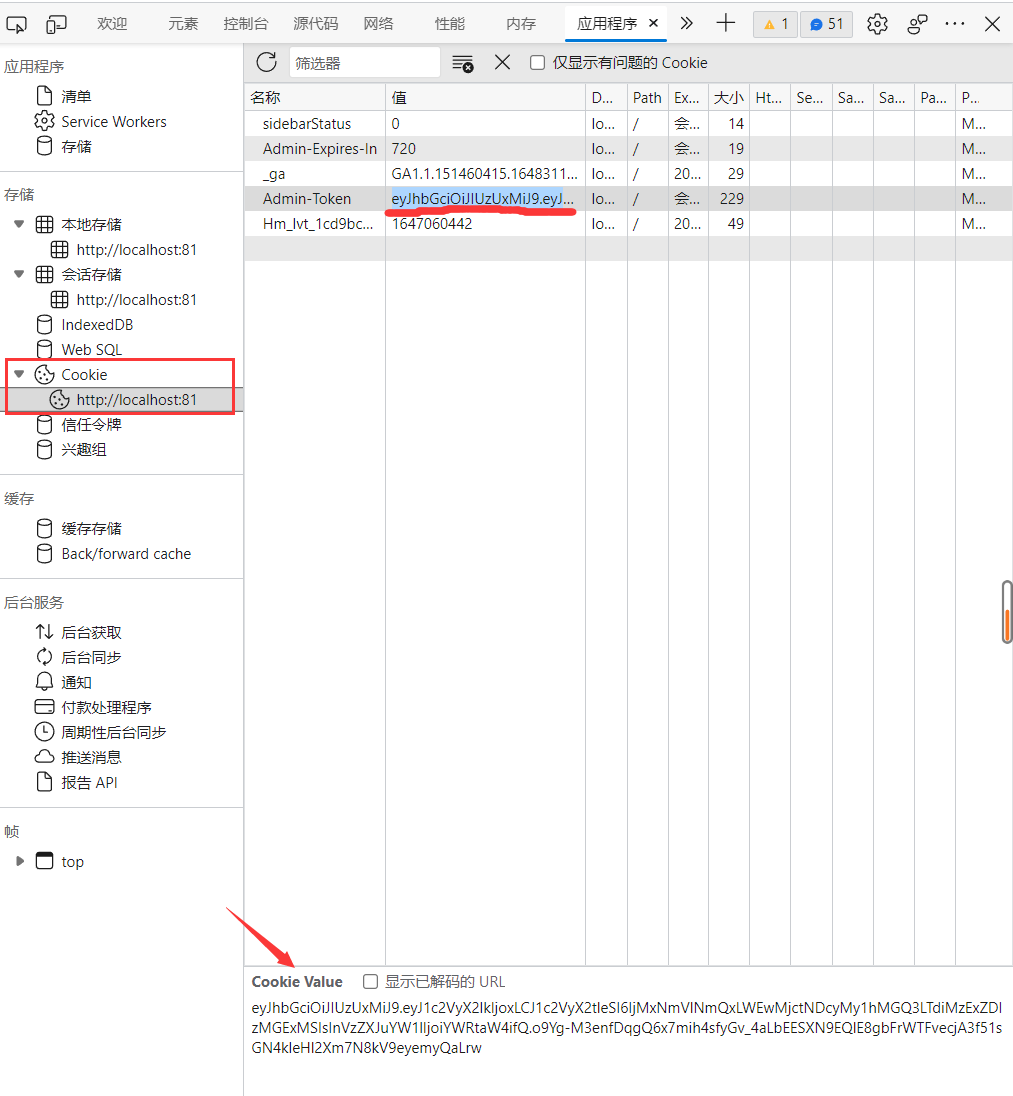 欢迎 元素 控制台 源代码 网络 性能 内存 应用程序 1 51
应用程序
清单
Service Workers
存储
存储
本地存储
http://localhost:81
会话存储
http://localhost:81
IndexedDB
Web SQL
Cookie
http://localhost:81
信任令牌
兴趣组
缓存
缓存存储
Back/forward cache
后台服务
后台获取
后台同步
通知
付款处理程序
周期性后台同步
推送消息
报告 API
帧
top
筛选器 仅显示有问题的 Cookie
名称 值 D... Path Ex... 大小 Ht... Se... Sa... Sa... Pa... P...
sidebarStatus 0 lo... / 会... 14 M...
Admin-Expires-In 720 lo... / 会... 19 M...
_ga GA1.1.151460415.1648311... lo... / 20... 29 M...
Admin-Token eyJhbGciOiJIUzUxMiJ9.eyJ... lo... / 会... 229 M...
Hm_lvt_1cd9bc... 1647060442 lo... / 20... 49 M...
Cookie Value 显示已解码的 URL
eyJhbGciOiJIUzUxMiJ9.eyJ1c2VyX2lkIjoxLCJ1c2VyX2tleSI6IjMxNmVlNmQxLWEwMjctNDcyMy1hMGQ3LTdiMzExZDI
zMGExMSIsInVzZXJuYW1lIjoiYWRtaW4ifQ.o9Yg-M3enfDqgQ6x7mih4sfyGv_4aLbEESXN9EQlE8gbFrWTFvecjA3f51s
GN4kIeHI2Xm7N8kV9eyemyQaLrw